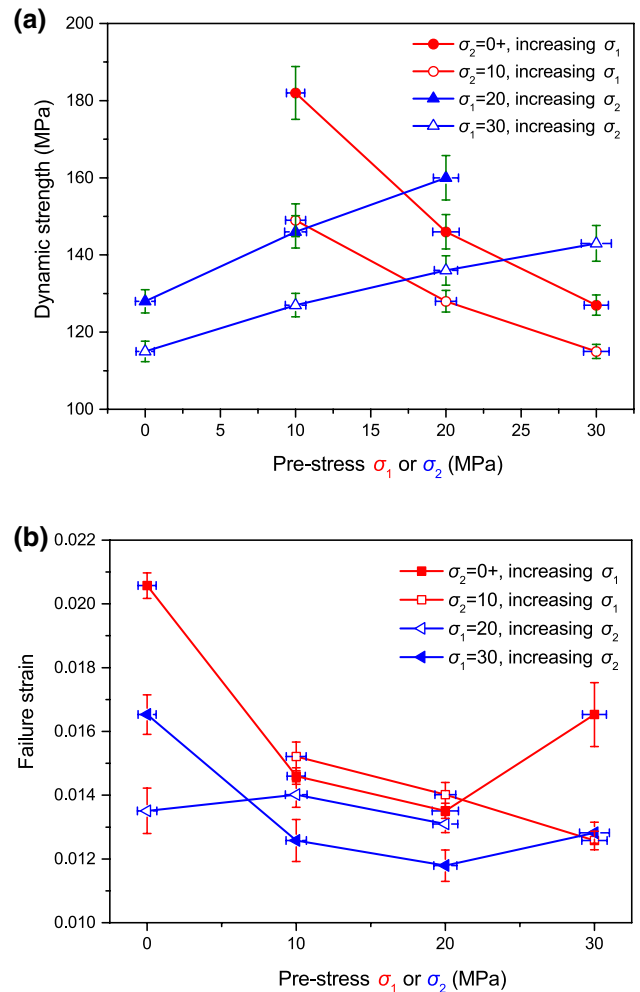 (a)
200
180
160
140
120
100
Dynamic strength (MPa)
σ2=0+, increasing σ1
σ2=10, increasing σ1
σ1=20, increasing σ2
σ1=30, increasing σ2
0 5 10 15 20 25 30
Pre-stress σ1 or σ2 (MPa)
(b)
0.022
0.020
0.018
0.016
0.014
0.012
0.010
Failure strain
σ2=0+, increasing σ1
σ2=10, increasing σ1
σ1=20, increasing σ2
σ1=30, increasing σ2
0 10 20 30
Pre-stress σ1 or σ2 (MPa)